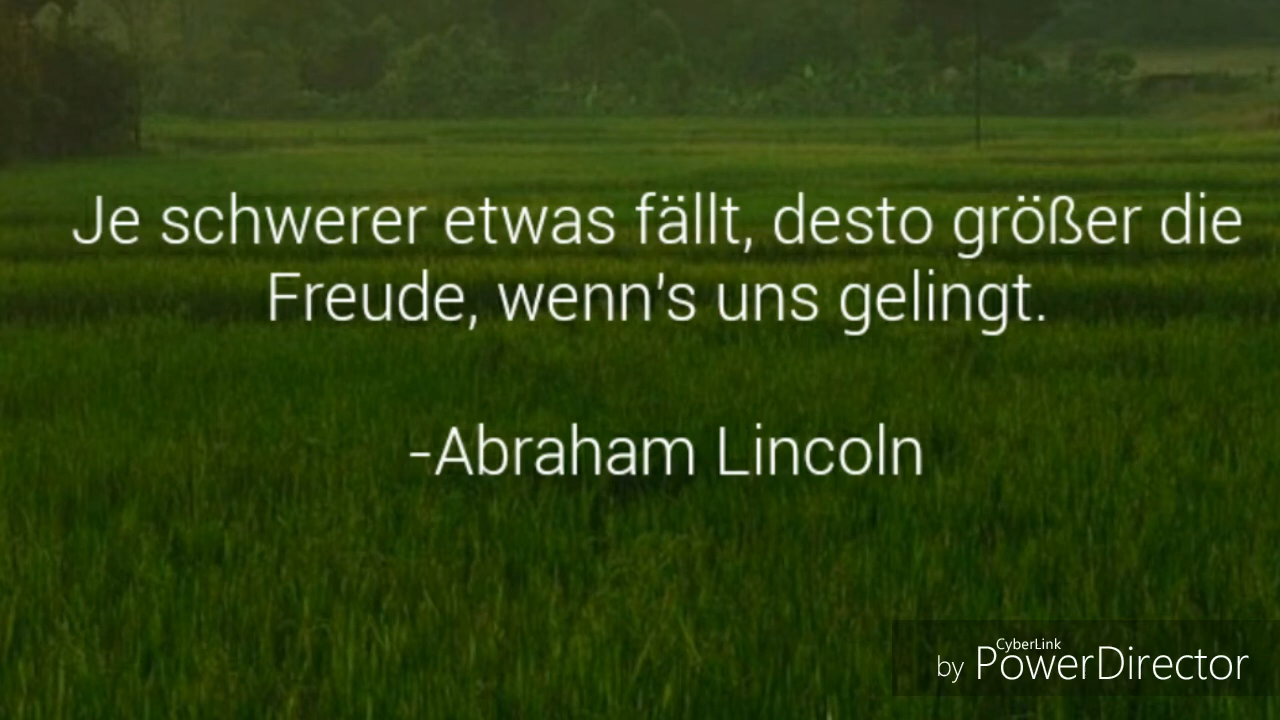 Je schwerer etwas fällt, desto größer die
Freude, wenn's uns gelingt.
-Abraham Lincoln
by CyberLink PowerDirector